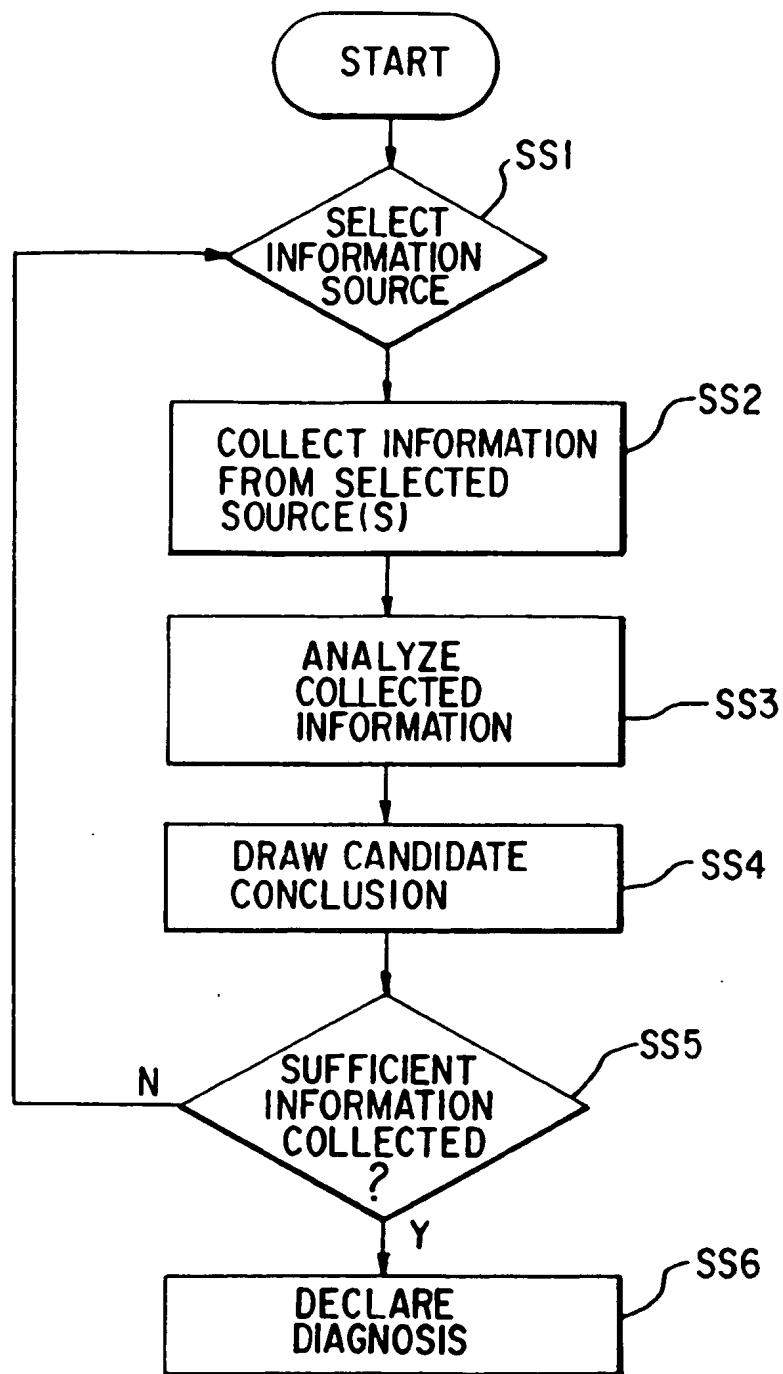 START
SS1
SELECT
INFORMATION
SOURCE
SS2
COLLECT INFORMATION
FROM SELECTED
SOURCE(S)
ANALYZE
COLLECTED
INFORMATION
SS3
DRAW CANDIDATE
CONCLUSION
SS4
SS5
N
SUFFICIENT
INFORMATION
COLLECTED
?
Y
SS6
DECLARE
DIAGNOSIS